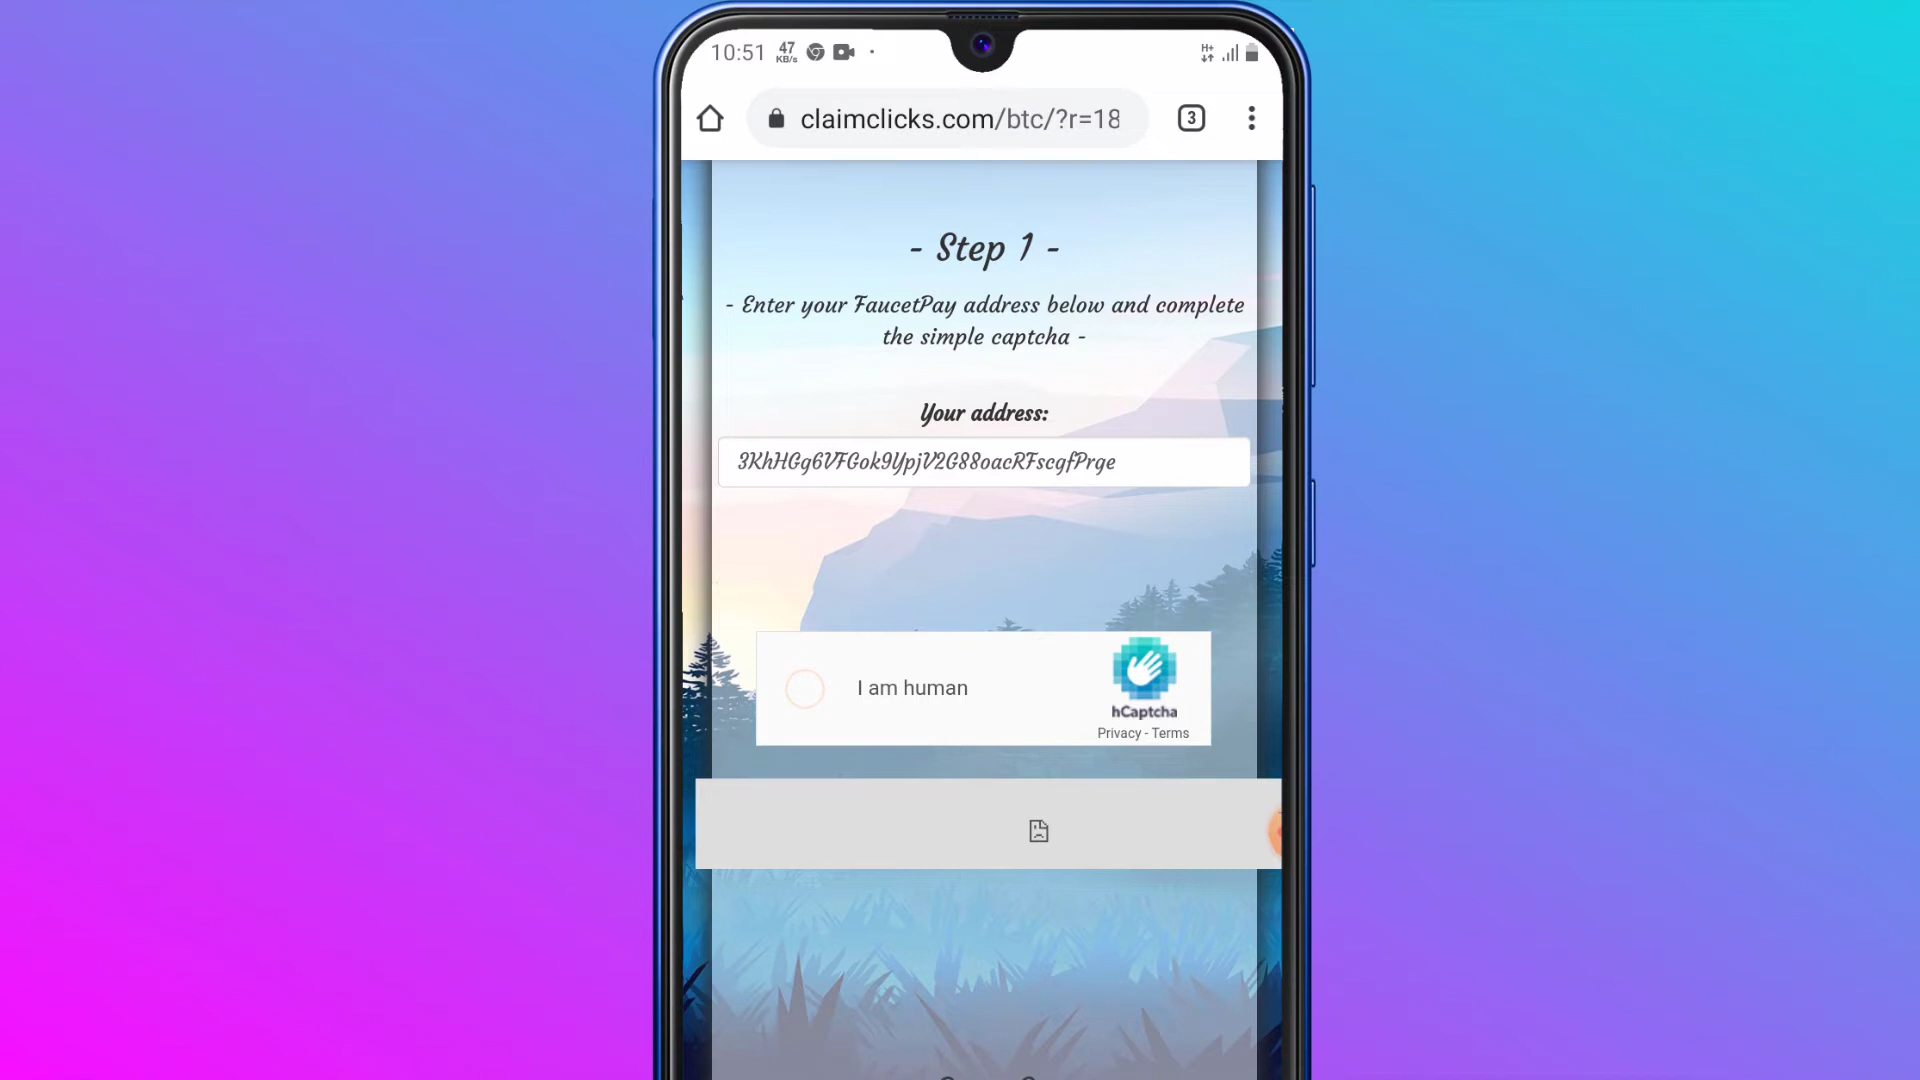 10:51 47 KB/s H+
claimclicks.com/btc/?r=18 3
- Step 1 -
- Enter your FaucetPay address below and complete
the simple captcha -
Your address:
3KhHGg6VFGok9YpjV2G88oacRFscgfPrge
I am human
hCaptcha
Privacy - Terms